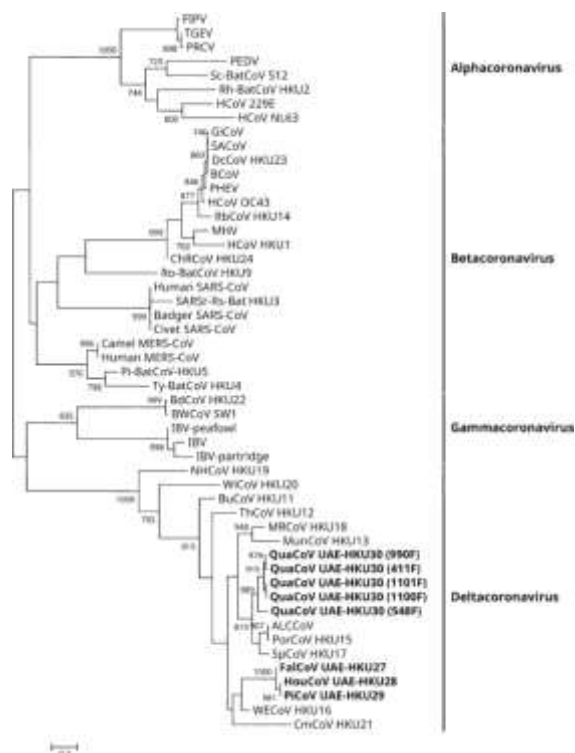 FIPV
TGEV
PRCV
PEDV
Sc-BatCoV 512
Rh-BatCoV HKU2
HCoV 229E
HCoV NL63
Alphacoronavirus
GiCoV
SACoV
DcCoV HKU23
BCoV
PHEV
HCoV OC43
RbCoV HKU14
MHV
HCoV HKU1
ChRCoV HKU24
Ro-BatCoV HKU9
Betacoronavirus
Human SARS-CoV
SARSr-Rs-Bat HKU3
Badger SARS-CoV
Civet SARS-CoV
Camel MERS-CoV
Human MERS-CoV
Pi-BatCoV-HKU5
Ty-BatCoV HKU4
BdCoV HKU22
BWCoV SW1
IBV-peafowl
Gammacoronavirus
IBV
IBV-partridge
NHCoV HKU19
WiCoV HKU20
BuCoV HKU11
ThCoV HKU12
MRCoV HKU18
MunCoV HKU13
QuaCoV UAE-HKU30 (990F)
QuaCoV UAE-HKU30 (411F)
QuaCoV UAE-HKU30 (1101F)
QuaCoV UAE-HKU30 (1100F)
QuaCoV UAE-HKU30 (548F)
Deltacoronavirus
ALCCoV
PorCoV HKU15
SpCoV HKU17
FalCoV UAE-HKU27
HouCoV UAE-HKU28
PiCoV UAE-HKU29
WECoV HKU16
CmCoV HKU21